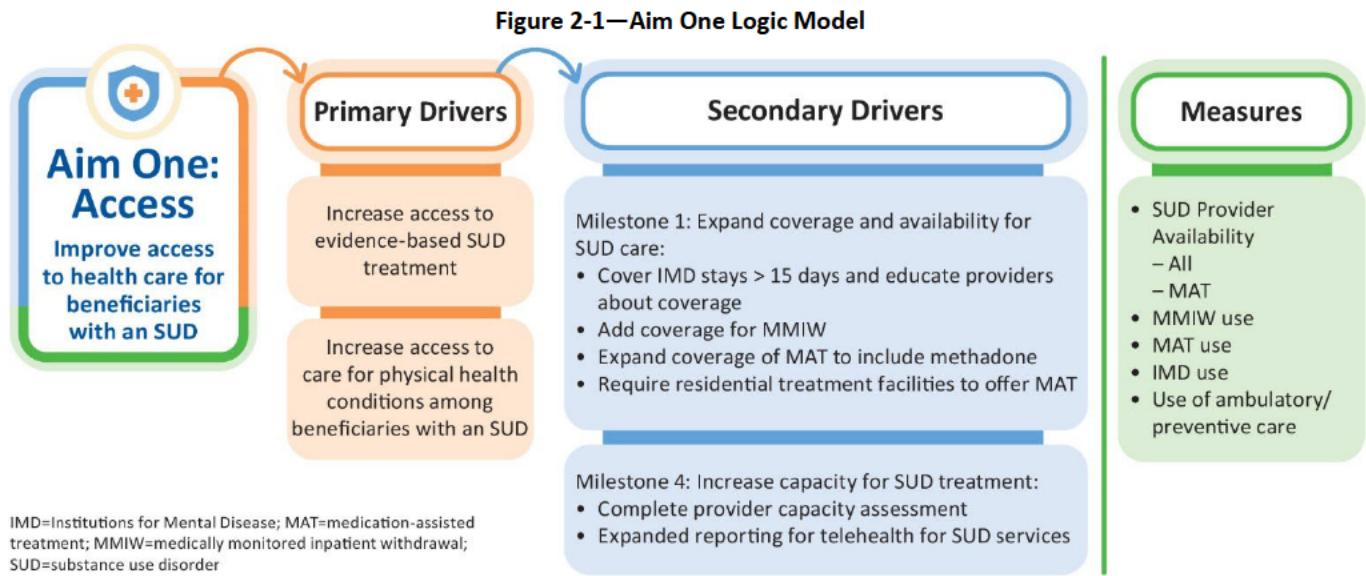 Figure 2-1—Aim One Logic Model
Aim One:
Access
Improve access
to health care for
beneficiaries
with an SUD
Primary Drivers
Increase access to
evidence-based SUD
treatment
Increase access to
care for physical health
conditions among
beneficiaries with an SUD
Secondary Drivers
Milestone 1: Expand coverage and availability for
SUD care:
• Cover IMD stays > 15 days and educate providers
about coverage
• Add coverage for MMIW
• Expand coverage of MAT to include methadone
• Require residential treatment facilities to offer MAT
Milestone 4: Increase capacity for SUD treatment:
• Complete provider capacity assessment
• Expanded reporting for telehealth for SUD services
Measures
• SUD Provider
Availability
– All
– MAT
• MMIW use
• MAT use
• IMD use
• Use of ambulatory/
preventive care
IMD=Institutions for Mental Disease; MAT=medication-assisted
treatment; MMIW=medically monitored inpatient withdrawal;
SUD=substance use disorder